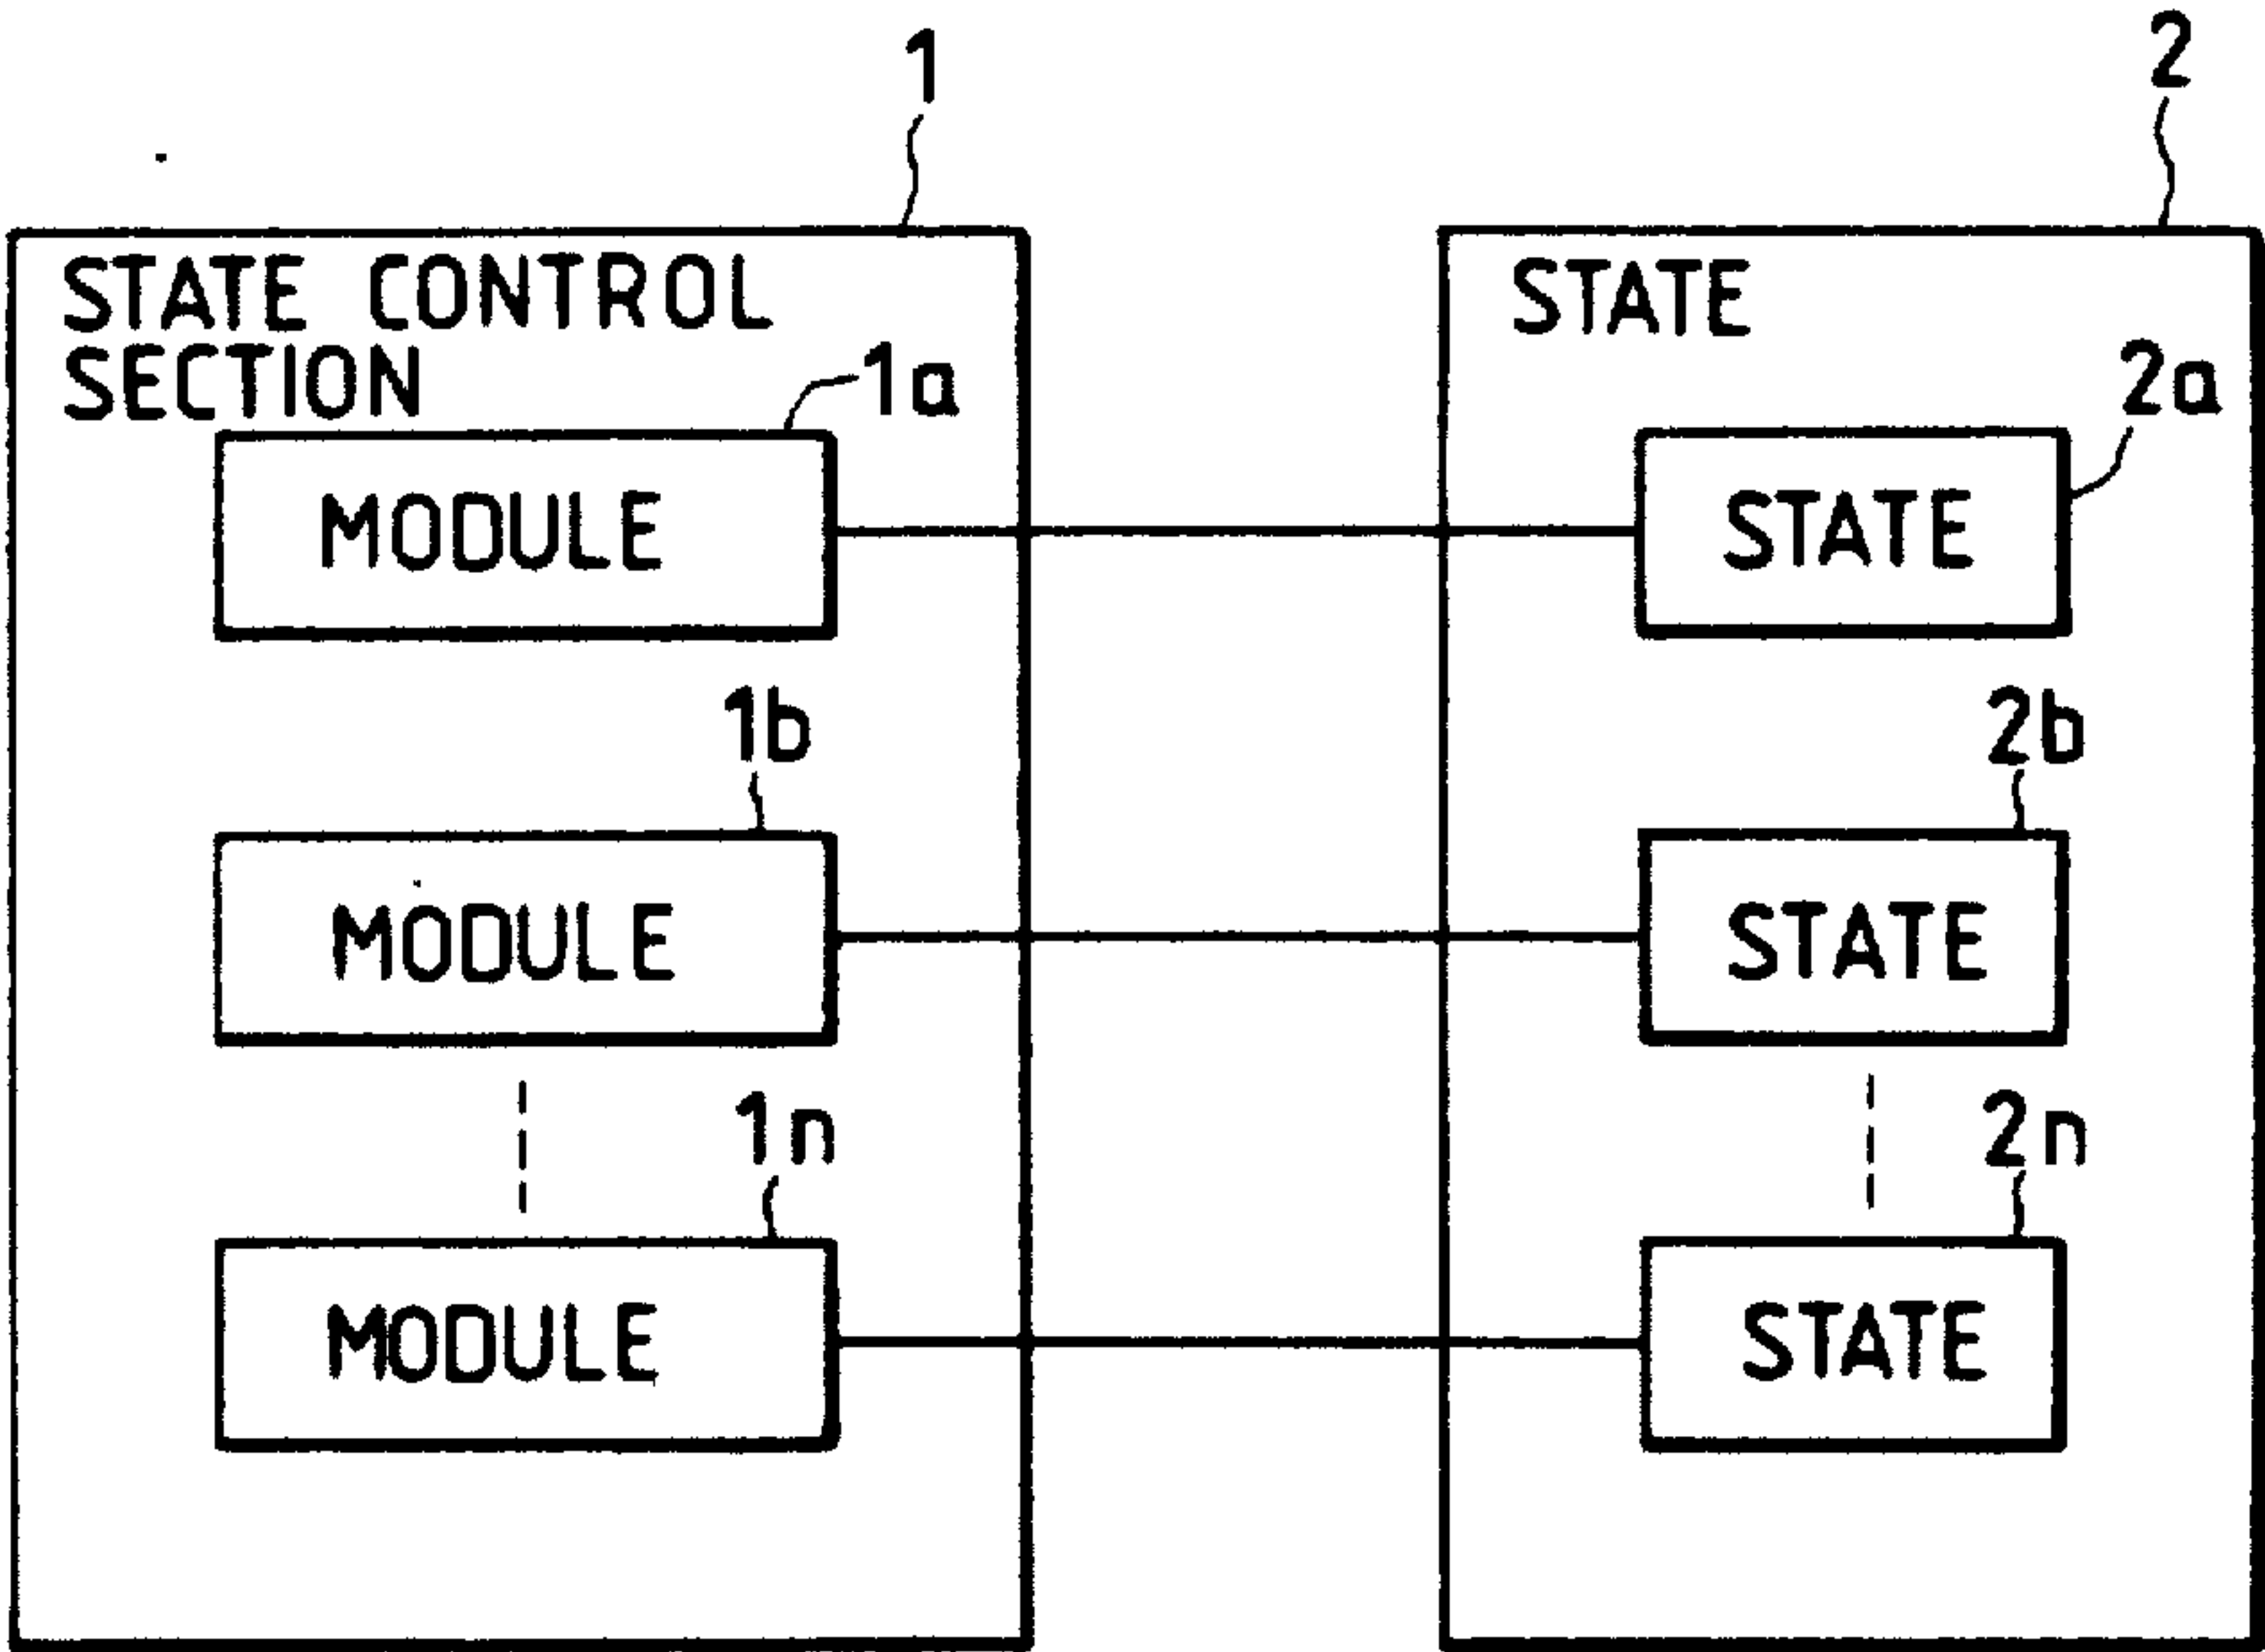 1
2
STATE CONTROL
SECTION
STATE
1a
2a
MODULE
STATE
1b
2b
MODULE
STATE
1n
2n
MODULE
STATE